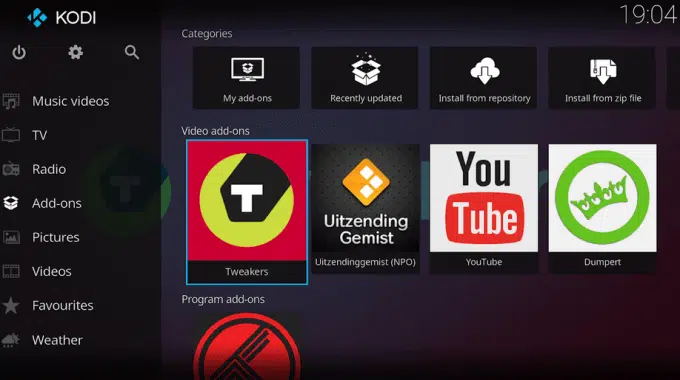 KODI
19:04
Categories
My add-ons
Recently updated
Install from repository
Install from zip file
Music videos
TV
Radio
Add-ons
Pictures
Videos
Favourites
Weather
Video add-ons
T
T
Tweakers
Uitzending
Gemist
Uitzendinggemist (NPO)
You
Tube
YouTube
Dumpert
Program add-ons